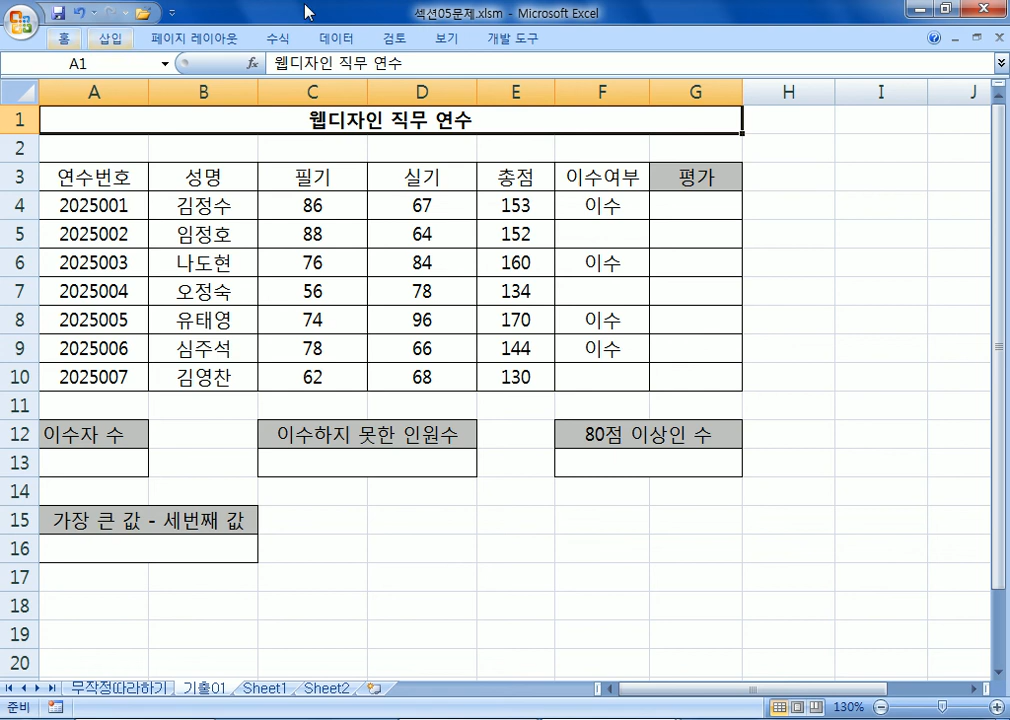 섹션05문제.xlsm - Microsoft Excel
홈 삽입 페이지 레이아웃 수식 데이터 검토 보기 개발 도구
A1 fx 웹디자인 직무 연수
A B C D E F G H I J
1 웹디자인 직무 연수
2
3 연수번호 성명 필기 실기 총점 이수여부 평가
4 2025001 김정수 86 67 153 이수
5 2025002 임정호 88 64 152
6 2025003 나도현 76 84 160 이수
7 2025004 오정숙 56 78 134
8 2025005 유태영 74 96 170 이수
9 2025006 심주석 78 66 144 이수
10 2025007 김영찬 62 68 130
11
12 이수자 수 이수하지 못한 인원수 80점 이상인 수
13
14
15 가장 큰 값 - 세번째 값
16
17
18
19
20
무작정따라하기 기출01 Sheet1 Sheet2
준비 130%